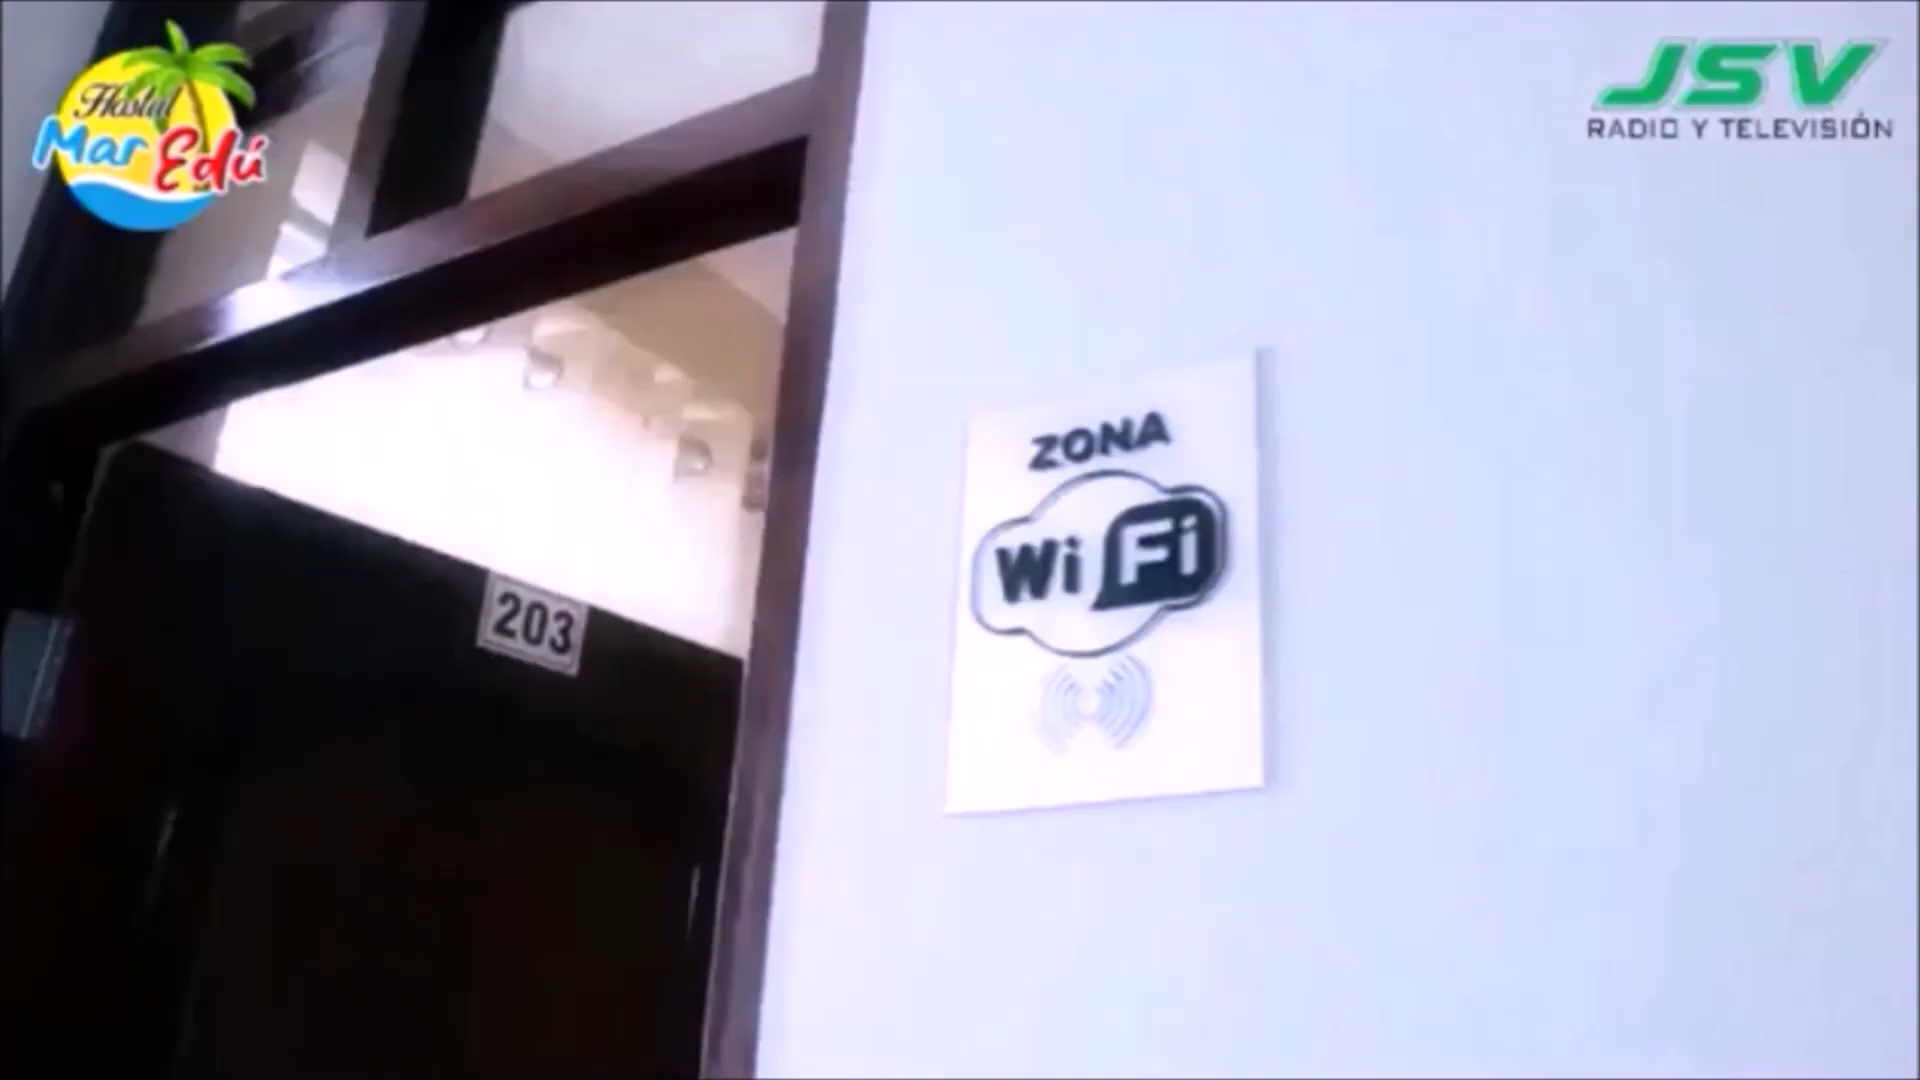 Hostal
Mar Edú
JSV
RADIO Y TELEVISIÓN
ZONA
Wi Fi
203